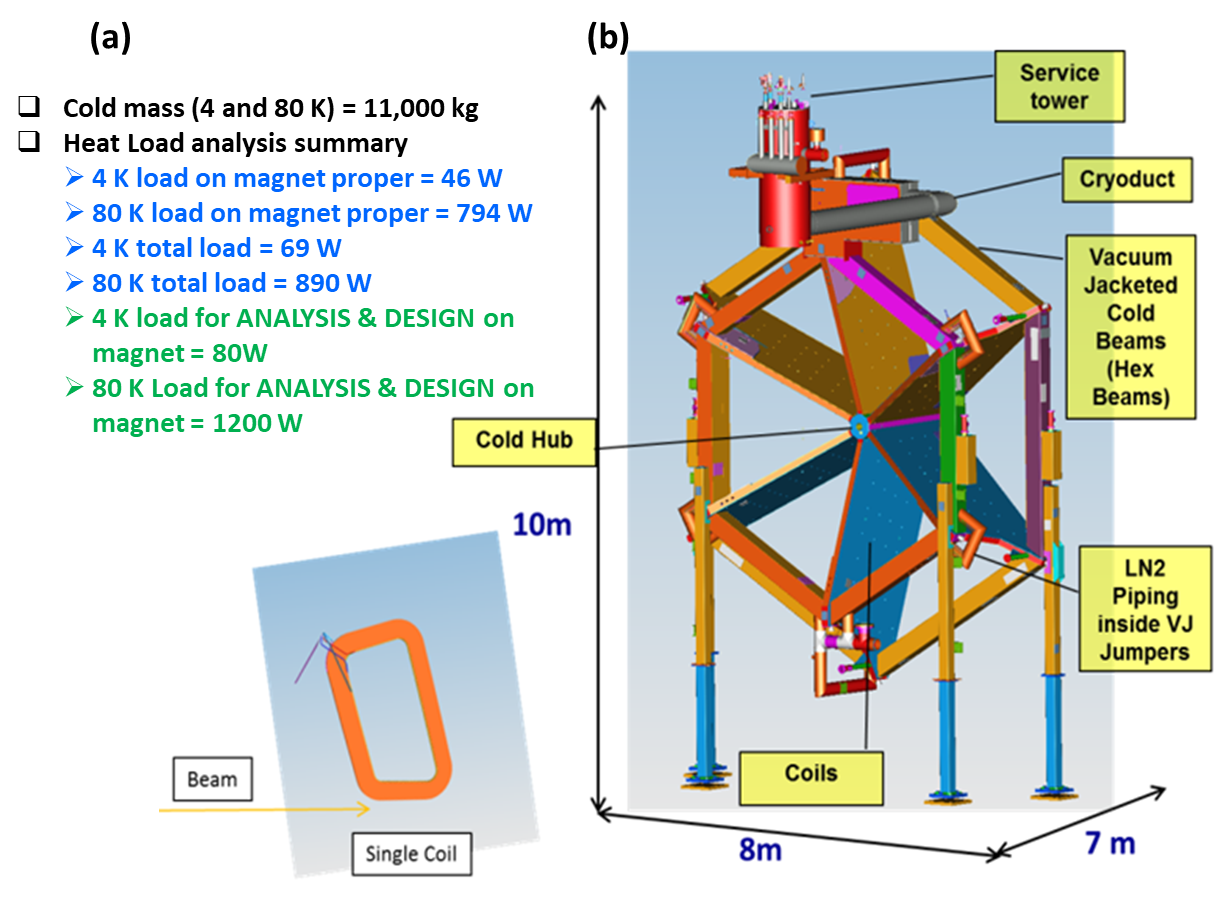 (a)
Cold mass (4 and 80 K) = 11,000 kg
Heat Load analysis summary
4 K load on magnet proper = 46 W
80 K load on magnet proper = 794 W
4 K total load = 69 W
80 K total load = 890 W
4 K load for ANALYSIS & DESIGN on
magnet = 80W
80 K Load for ANALYSIS & DESIGN on
magnet = 1200 W
Beam
Single Coil
(b)
Service
tower
Cryoduct
Vacuum
Jacketed
Cold
Beams
(Hex
Beams)
Cold Hub
10m
LN2
Piping
inside VJ
Jumpers
Coils
8m
7 m